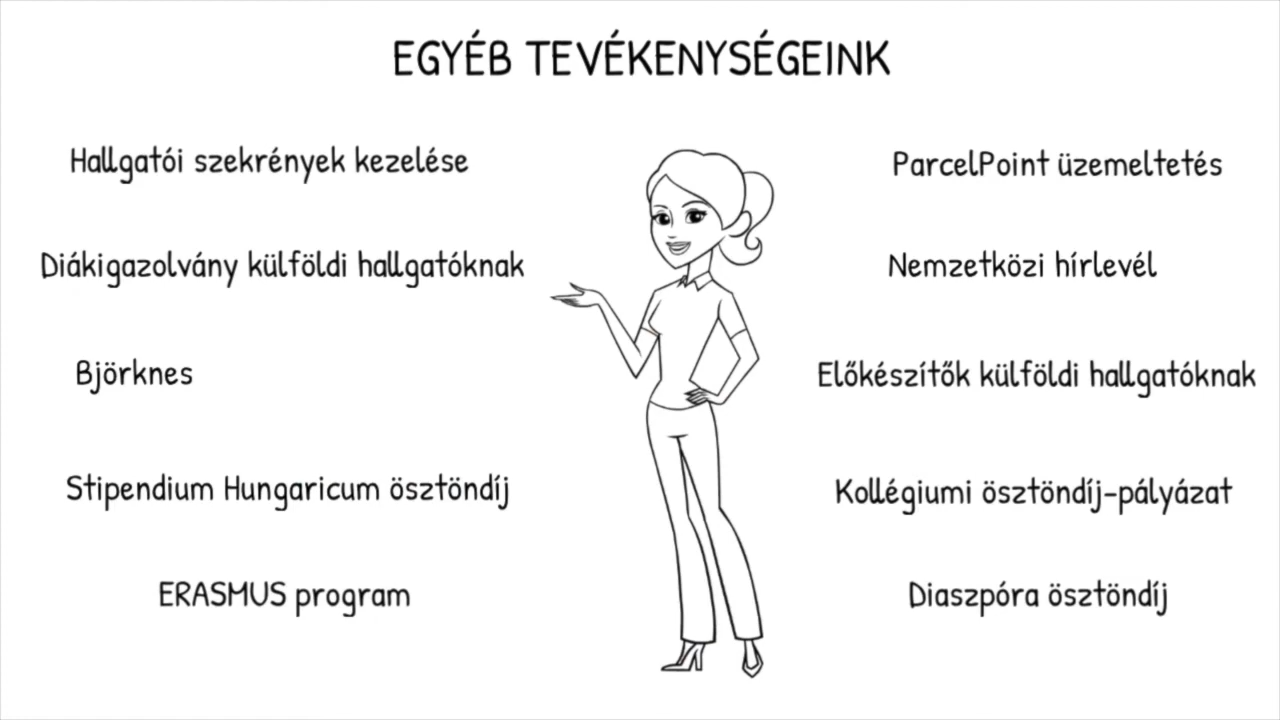 EGYÉB TEVÉKENYSÉGEINK
Hallgatói szekrények kezelése
Diákigazolvány külföldi hallgatóknak
Björknes
Stipendium Hungaricum ösztöndíj
ERASMUS program
ParcelPoint üzemeltetés
Nemzetközi hírlevél
Előkészítők külföldi hallgatóknak
Kollégiumi ösztöndíj-pályázat
Diaszpóra ösztöndíj